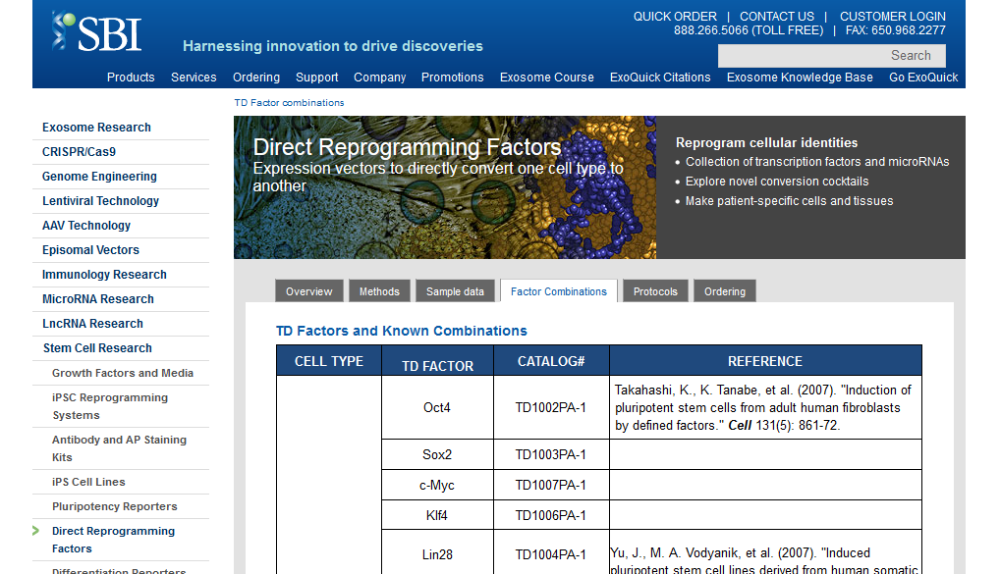 SBI
Harnessing innovation to drive discoveries
QUICK ORDER | CONTACT US | CUSTOMER LOGIN
888.266.5066 (TOLL FREE) | FAX: 650.968.2277
Search
Products Services Ordering Support Company Promotions Exosome Course ExoQuick Citations Exosome Knowledge Base Go ExoQuick
TD Factor combinations
Exosome Research
CRISPR/Cas9
Genome Engineering
Lentiviral Technology
AAV Technology
Episomal Vectors
Immunology Research
MicroRNA Research
LncRNA Research
Stem Cell Research
Growth Factors and Media
iPSC Reprogramming
Systems
Antibody and AP Staining
Kits
iPS Cell Lines
Pluripotency Reporters
Direct Reprogramming
Factors
Differentiation Reporters
Direct Reprogramming Factors
Expression vectors to directly convert one cell type to
another
Reprogram cellular identities
• Collection of transcription factors and microRNAs
• Explore novel conversion cocktails
• Make patient-specific cells and tissues
Overview Methods Sample data Factor Combinations Protocols Ordering
TD Factors and Known Combinations
CELL TYPE TD FACTOR CATALOG# REFERENCE
Oct4 TD1002PA-1 Takahashi, K., K. Tanabe, et al. (2007). "Induction of
pluripotent stem cells from adult human fibroblasts
by defined factors." Cell 131(5): 861-72.
Sox2 TD1003PA-1
c-Myc TD1007PA-1
Klf4 TD1006PA-1
Lin28 TD1004PA-1 Yu, J., M. A. Vodyanik, et al. (2007). "Induced
pluripotent stem cell lines derived from human somatic